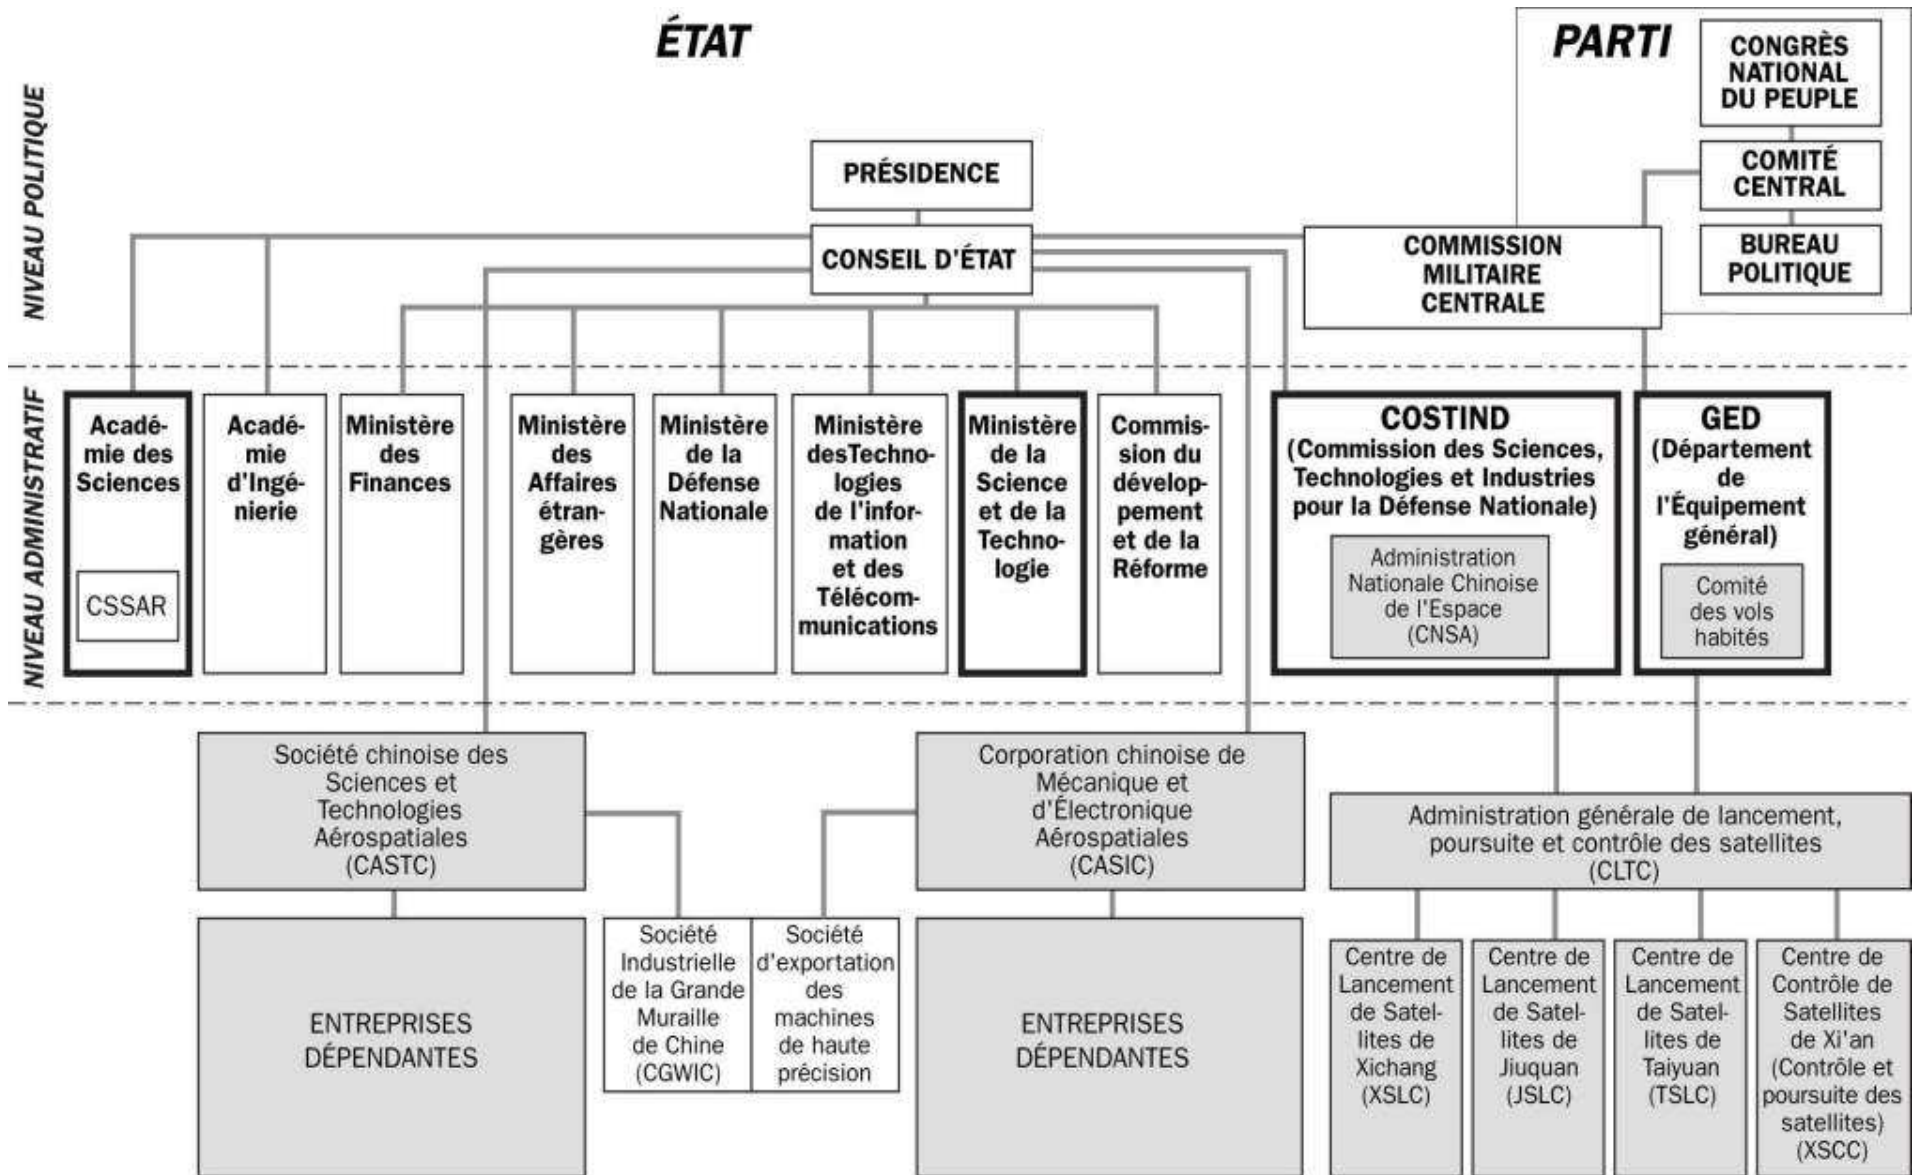 ÉTAT
PARTI
NIVEAU POLITIQUE
CONGRÈS
NATIONAL
DU PEUPLE
PRÉSIDENCE
COMITÉ
CENTRAL
CONSEIL D'ÉTAT
COMMISSION
MILITAIRE
CENTRALE
BUREAU
POLITIQUE
NIVEAU ADMINISTRATIF
Acadé-
mie des
Sciences
CSSAR
Acadé-
mie
d'Ingé-
nierie
Ministère
des
Finances
Ministère
des
Affaires
étran-
gères
Ministère
de la
Défense
Nationale
Ministère
desTechno-
logies
de l'infor-
mation
et des
Télécom-
munications
Ministère
de la
Science
et de la
Techno-
logie
Commis-
sion du
dévelop-
pement
et de la
Réforme
COSTIND
(Commission des Sciences,
Technologies et Industries
pour la Défense Nationale)
Administration
Nationale Chinoise
de l'Espace
(CNSA)
GED
(Département
de
l'Équipement
général)
Comité
des vols
habités
Société chinoise des
Sciences et
Technologies
Aérospatiales
(CASTC)
Corporation chinoise de
Mécanique et
d'Électronique
Aérospatiales
(CASIC)
Administration générale de lancement,
poursuite et contrôle des satellites
(CLTC)
ENTREPRISES
DÉPENDANTES
Société
Industrielle
de la Grande
Muraille
de Chine
(CGWIC)
Société
d'exportation
des
machines
de haute
précision
ENTREPRISES
DÉPENDANTES
Centre de
Lancement
de Satel-
lites de
Xichang
(XSLC)
Centre de
Lancement
de Satel-
lites de
Jiuquan
(JSLC)
Centre de
Lancement
de Satel-
lites de
Taiyuan
(TSLC)
Centre de
Contrôle de
Satellites
de Xi'an
(Contrôle et
poursuite des
satellites)
(XSCC)